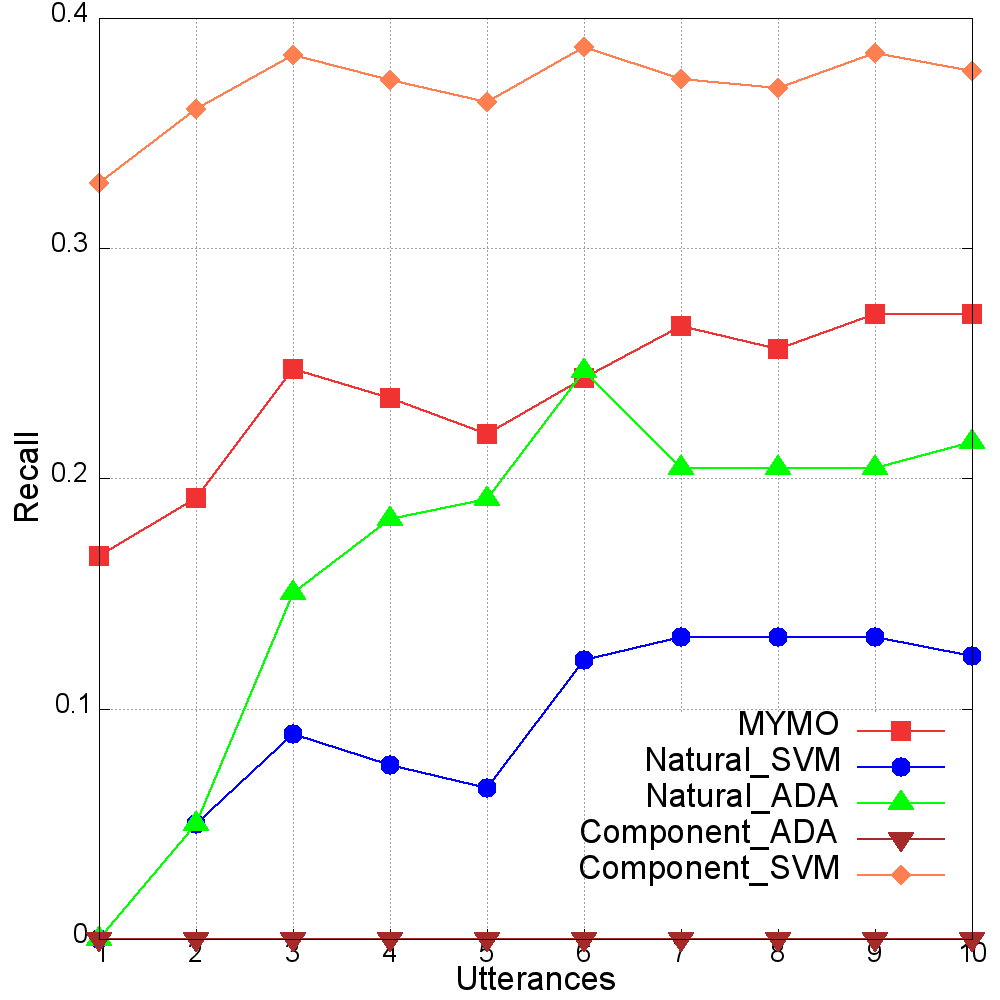 0.4
0.3
0.2
0.1
0
Recall
MYMO
Natural_SVM
Natural_ADA
Component_ADA
Component_SVM
1 2 3 4 5 6 7 8 9 10
Utterances